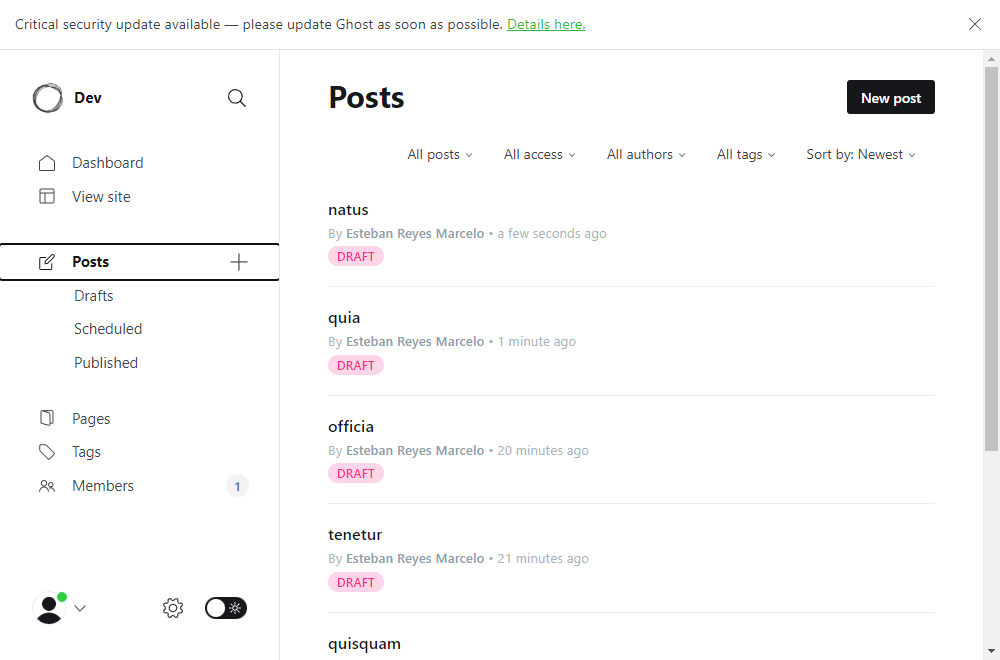 Critical security update available — please update Ghost as soon as possible. Details here.
Dev
Dashboard
View site
Posts
Drafts
Scheduled
Published
Pages
Tags
Members 1
Posts
New post
All posts All access All authors All tags Sort by: Newest
natus
By Esteban Reyes Marcelo • a few seconds ago
DRAFT
quia
By Esteban Reyes Marcelo • 1 minute ago
DRAFT
officia
By Esteban Reyes Marcelo • 20 minutes ago
DRAFT
tenetur
By Esteban Reyes Marcelo • 21 minutes ago
DRAFT
quisquam